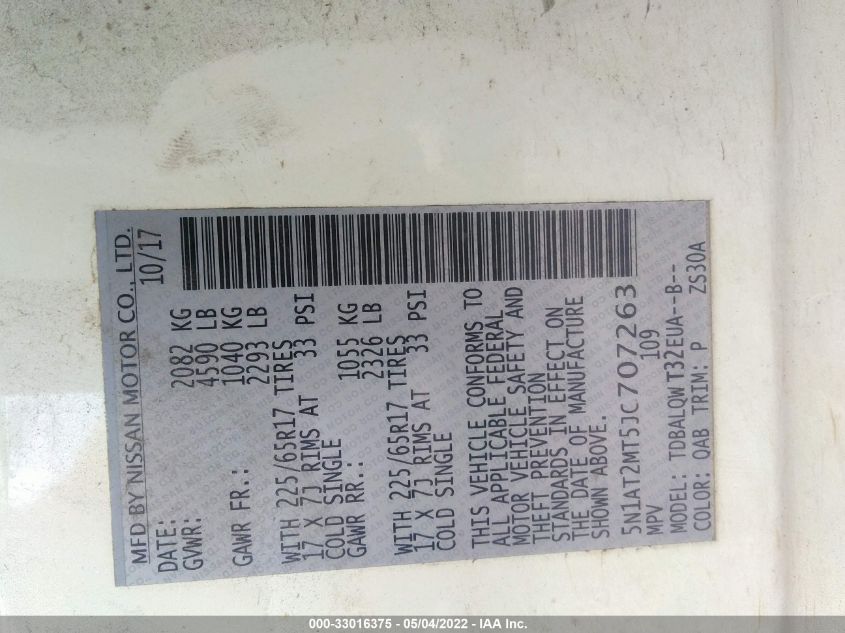 MFD BY NISSAN MOTOR CO., LTD.
DATE: 10/17
GVWR: 2082 KG
4590 LB
GAWR FR.: 1040 KG
2293 LB
WITH 225/65R17 TIRES
17 X 7J RIMS AT 33 PSI
COLD SINGLE
GAWR RR.: 1055 KG
2326 LB
WITH 225/65R17 TIRES
17 X 7J RIMS AT 33 PSI
COLD SINGLE
THIS VEHICLE CONFORMS TO
ALL APPLICABLE FEDERAL
MOTOR VEHICLE SAFETY AND
THEFT PREVENTION
STANDARDS IN EFFECT ON
THE DATE OF MANUFACTURE
SHOWN ABOVE.
5N1AT2MT5JC707263
MPV 109
MODEL: TDBALQW T32EUA--B--
COLOR: QAB TRIM: P ZS30A
000-33016375 - 05/04/2022 - IAA Inc.